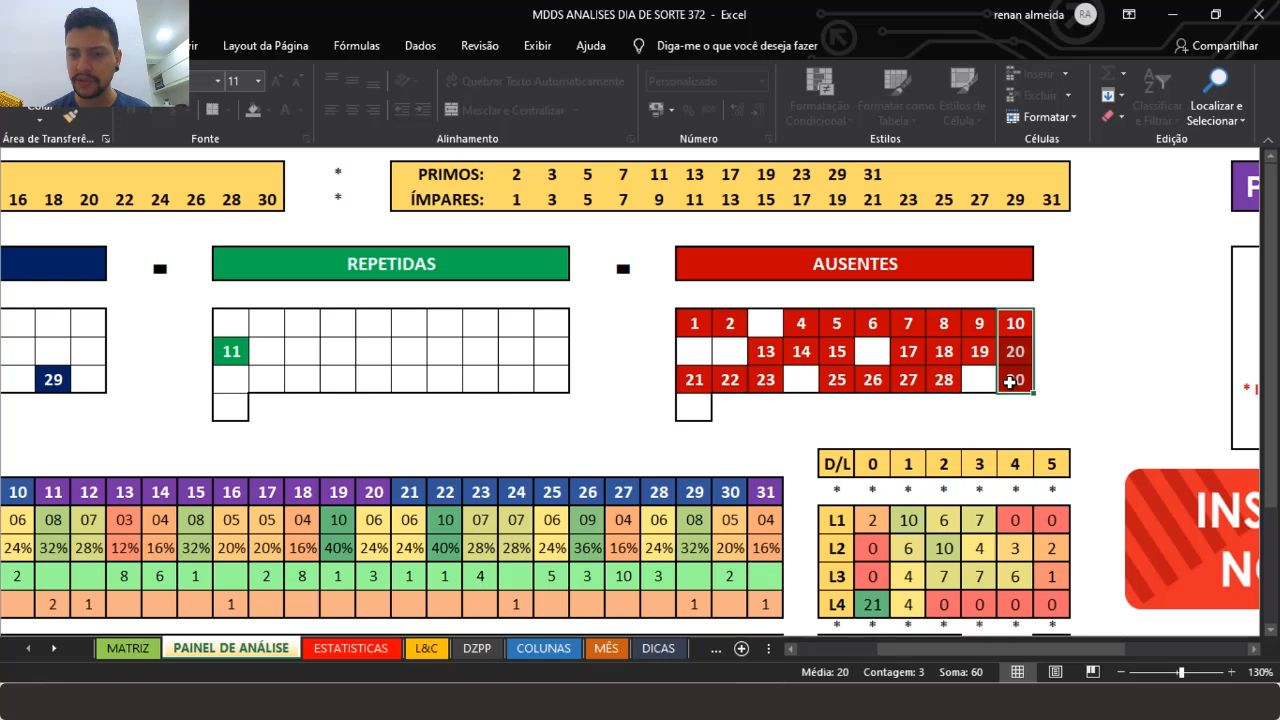 MDDS ANALISES DIA DE SORTE 372 - Excel
renan almeida RA
Layout da Página Fórmulas Dados Revisão Exibir Ajuda Diga-me o que você deseja fazer Compartilhar
11 Quebrar Texto Automaticamente Personalizado Inserir
Mesclar e Centralizar % 000 Formatação Condicional Formatar como Tabela Estilos de Célula Excluir Classificar e Filtrar Localizar e Selecionar
Formatar
Área de Transferê... Fonte Alinhamento Número Estilos Células Edição
* PRIMOS: 2 3 5 7 11 13 17 19 23 29 31
16 18 20 22 24 26 28 30 * ÍMPARES: 1 3 5 7 9 11 13 15 17 19 21 23 25 27 29 31
P
- REPETIDAS - AUSENTES
1 2 4 5 6 7 8 9 10
11 13 14 15 17 18 19 20
29 21 22 23 25 26 27 28
D/L 0 1 2 3 4 5
* * * * * *
10 11 12 13 14 15 16 17 18 19 20 21 22 23 24 25 26 27 28 29 30 31
06 08 07 03 04 08 05 05 04 10 06 06 10 07 07 06 09 04 06 08 05 04 L1 2 10 6 7 0 0
24% 32% 28% 12% 16% 32% 20% 20% 16% 40% 24% 24% 40% 28% 28% 24% 36% 16% 24% 32% 20% 16% L2 0 6 10 4 3 2
2 8 6 1 2 8 1 3 1 1 4 5 3 10 3 2 L3 0 4 7 7 6 1
2 1 1 1 1 1 L4 21 4 0 0 0 0
* * * * * *
INS
NO
MATRIZ PAINEL DE ANÁLISE ESTATISTICAS L&C DZPP COLUNAS MÊS DICAS ...
Média: 20 Contagem: 3 Soma: 60 130%